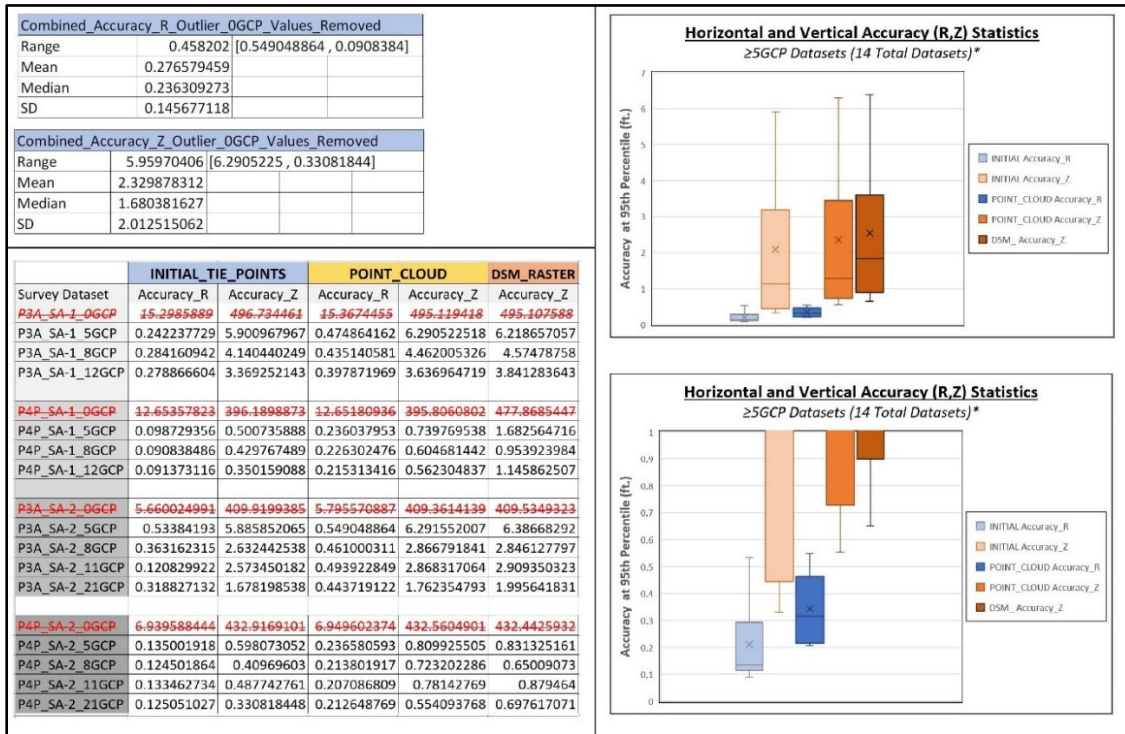 Combined_Accuracy_R_Outlier_0GCP_Values_Removed
Range 0.458202 [0.549048864 , 0.0908384]
Mean 0.276579459
Median 0.236309273
SD 0.145677118
Combined_Accuracy_Z_Outlier_0GCP_Values_Removed
Range 5.95970406 [6.2905225 , 0.33081844]
Mean 2.329878312
Median 1.680381627
SD 2.012515062
INITIAL_TIE_POINTS POINT_CLOUD DSM_RASTER
Survey Dataset Accuracy_R Accuracy_Z Accuracy_R Accuracy_Z Accuracy_Z
P3A_SA-1_0GCP 15.2985889 496.734461 15.3674455 495.119418 495.107588
P3A_SA-1_5GCP 0.242237729 5.900967967 0.474864162 6.290522518 6.218657057
P3A_SA-1_8GCP 0.284160942 4.140440249 0.435140581 4.462005326 4.57478758
P3A_SA-1_12GCP 0.278866604 3.369252143 0.397871969 3.636964719 3.841283643
P4P_SA-1_0GCP 12.65357823 396.1898873 12.65180936 395.8060802 477.8685447
P4P_SA-1_5GCP 0.098729356 0.500735888 0.236037953 0.739769538 1.682564716
P4P_SA-1_8GCP 0.090838486 0.429767489 0.226302476 0.604681442 0.953923984
P4P_SA-1_12GCP 0.091373116 0.350159088 0.215313416 0.562304837 1.145862507
P3A_SA-2_0GCP 5.660024991 409.9199385 5.795570887 409.3614139 409.5349323
P3A_SA-2_5GCP 0.53384193 5.885852065 0.549048864 6.291552007 6.38668292
P3A_SA-2_8GCP 0.363162315 2.632442538 0.461000311 2.866791841 2.846127797
P3A_SA-2_11GCP 0.120829922 2.573450182 0.493922849 2.868317064 2.909350323
P3A_SA-2_21GCP 0.318827132 1.678198538 0.443719122 1.762354793 1.995641831
P4P_SA-2_0GCP 6.939588444 432.9169101 6.949602374 432.5604901 432.4425932
P4P_SA-2_5GCP 0.135001918 0.598073052 0.236580593 0.809925505 0.831325161
P4P_SA-2_8GCP 0.124501864 0.40969603 0.213801917 0.723202286 0.65009073
P4P_SA-2_11GCP 0.133462734 0.487742761 0.207086809 0.78142769 0.879464
P4P_SA-2_21GCP 0.125051027 0.330818448 0.212648769 0.554093768 0.697617071
Horizontal and Vertical Accuracy (R,Z) Statistics
≥5GCP Datasets (14 Total Datasets)*
Accuracy at 95th Percentile (ft.)
7
6
5
4
3
2
1
0
INITIAL Accuracy_R
INITIAL Accuracy_Z
POINT_CLOUD Accuracy_R
POINT_CLOUD Accuracy_Z
DSM_ Accuracy_Z
Horizontal and Vertical Accuracy (R,Z) Statistics
≥5GCP Datasets (14 Total Datasets)*
Accuracy at 95th Percentile (ft.)
1
0.9
0.8
0.7
0.6
0.5
0.4
0.3
0.2
0.1
0
INITIAL Accuracy_R
INITIAL Accuracy_Z
POINT_CLOUD Accuracy_R
POINT_CLOUD Accuracy_Z
DSM_ Accuracy_Z